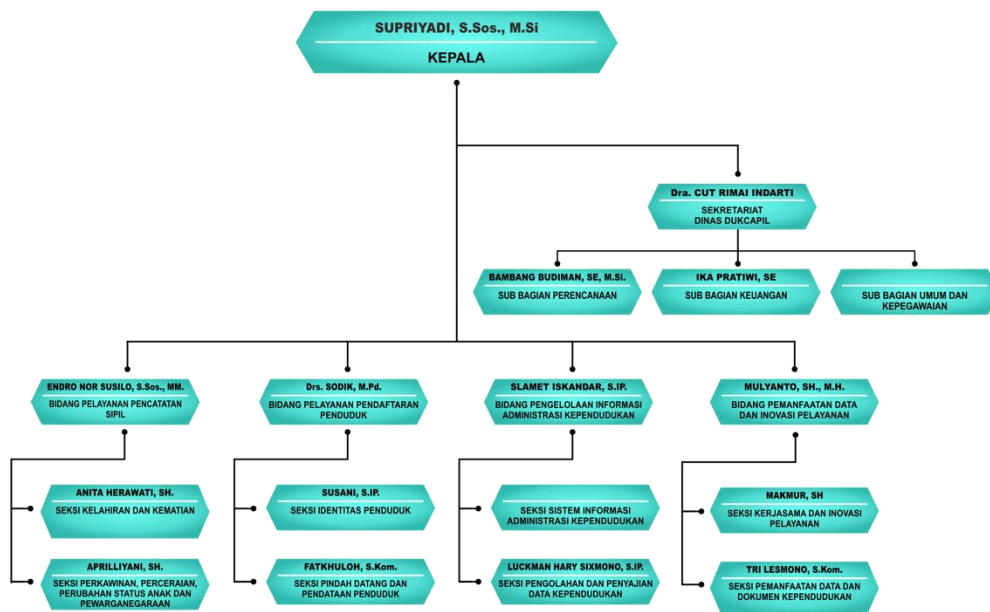 SUPRIYADI, S.Sos., M.Si
KEPALA
Dra. CUT RIMAI INDARTI
SEKRETARIAT
DINAS DUKCAPIL
BAMBANG BUDIMAN, SE, M.Si.
SUB BAGIAN PERENCANAAN
IKA PRATIWI, SE
SUB BAGIAN KEUANGAN
SUB BAGIAN UMUM DAN
KEPEGAWAIAN
ENDRO NOR SUSILO, S.Sos., MM.
BIDANG PELAYANAN PENCATATAN
SIPIL
Drs. SODIK, M.Pd.
BIDANG PELAYANAN PENDAFTARAN
PENDUDUK
SLAMET ISKANDAR, S.IP.
BIDANG PENGELOLAAN INFORMASI
ADMINISTRASI KEPENDUDUKAN
MULYANTO, SH., M.H.
BIDANG PEMANFAATAN DATA
DAN INOVASI PELAYANAN
ANITA HERAWATI, SH.
SEKSI KELAHIRAN DAN KEMATIAN
SUSANI, S.IP.
SEKSI IDENTITAS PENDUDUK
SEKSI SISTEM INFORMASI
ADMINISTRASI KEPENDUDUKAN
MAKMUR, SH
SEKSI KERJASAMA DAN INOVASI
PELAYANAN
APRILLIYANI, SH.
SEKSI PERKAWINAN, PERCERAIAN,
PERUBAHAN STATUS ANAK DAN
PEWARGANEGARAAN
FATKHULOH, S.Kom.
SEKSI PINDAH DATANG DAN
PENDATAAN PENDUDUK
LUCKMAN HARY SIXMONO, S.IP.
SEKSI PENGOLAHAN DAN PENYAJIAN
DATA KEPENDUDUKAN
TRI LESMONO, S.Kom.
SEKSI PEMANFAATAN DATA DAN
DOKUMEN KEPENDUDUKAN